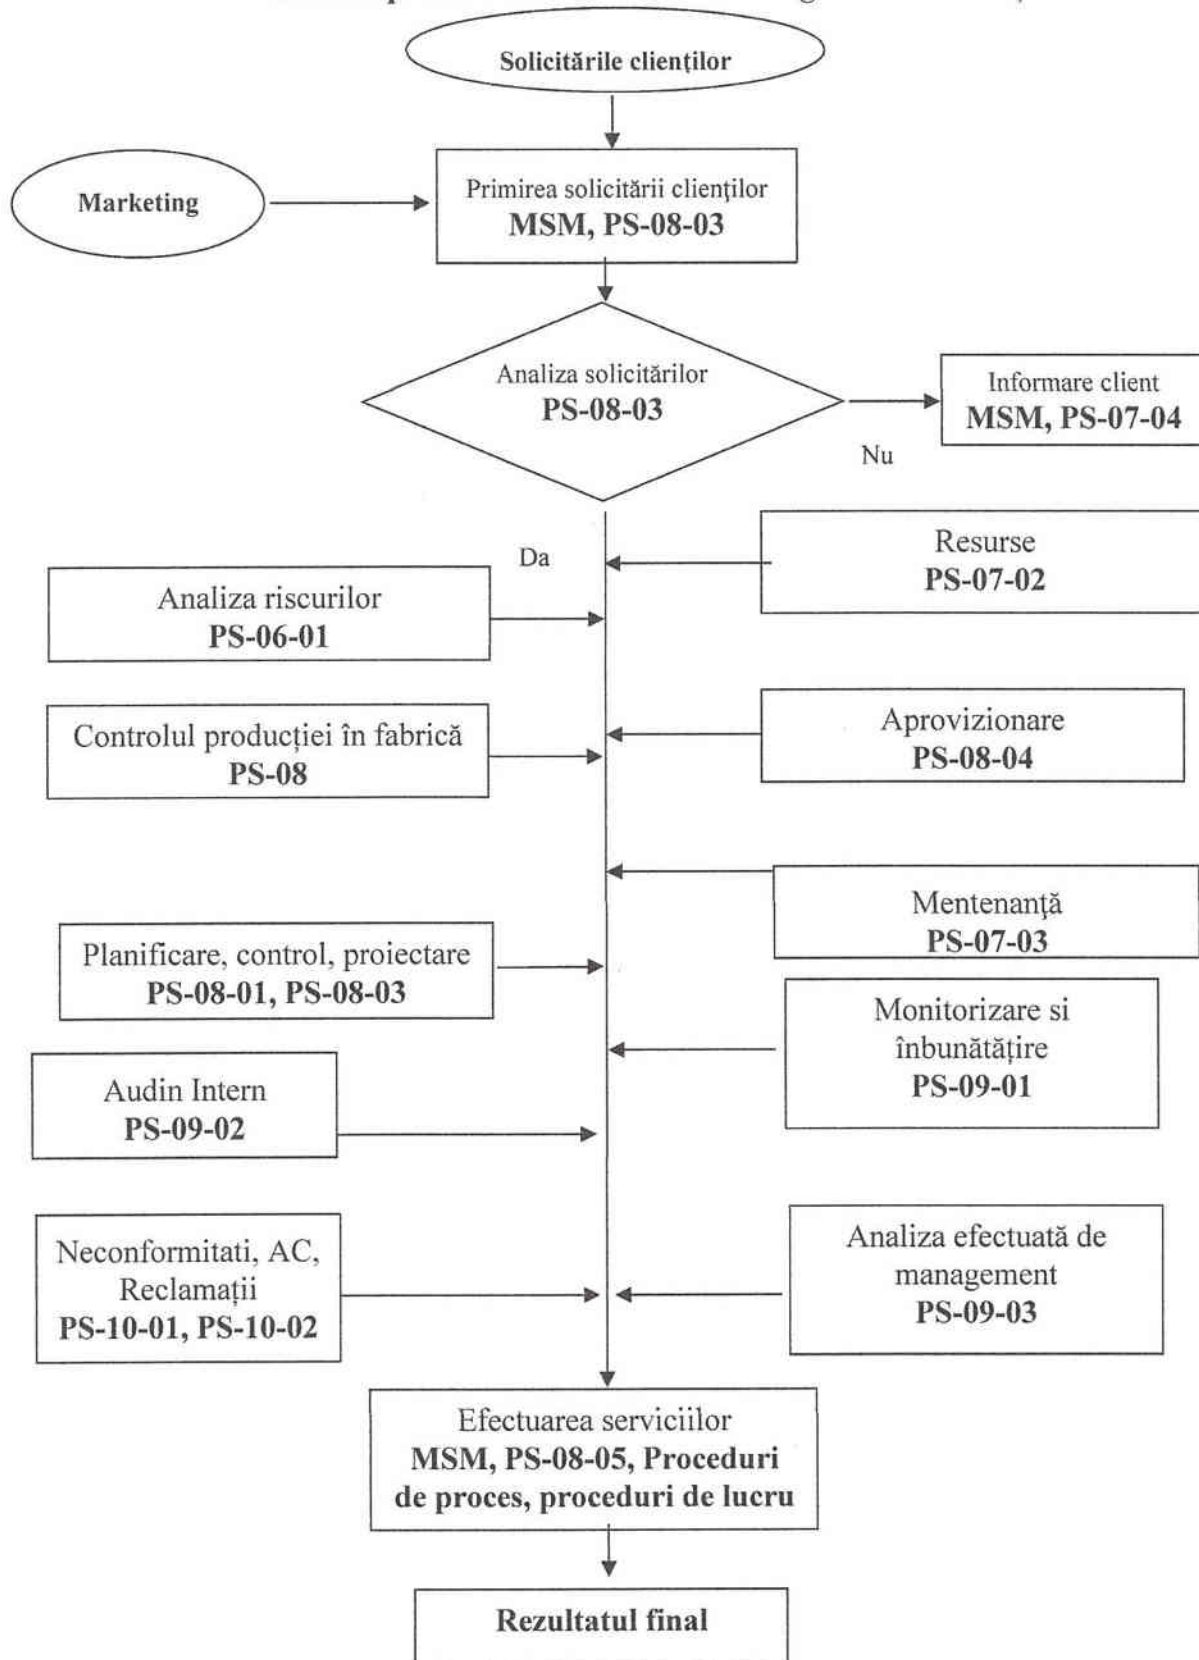 Solicitările clienților
Marketing
Primirea solicitării clienților
MSM, PS-08-03
Analiza solicitărilor
PS-08-03
Informare client
MSM, PS-07-04
Nu
Da
Resurse
PS-07-02
Analiza riscurilor
PS-06-01
Controlul producției în fabrică
PS-08
Aprovizionare
PS-08-04
Mentenanță
PS-07-03
Planificare, control, proiectare
PS-08-01, PS-08-03
Monitorizare si
înbunătățire
PS-09-01
Audin Intern
PS-09-02
Neconformitati, AC,
Reclamații
PS-10-01, PS-10-02
Analiza efectuată de
management
PS-09-03
Efectuarea serviciilor
MSM, PS-08-05, Proceduri
de proces, proceduri de lucru
Rezultatul final